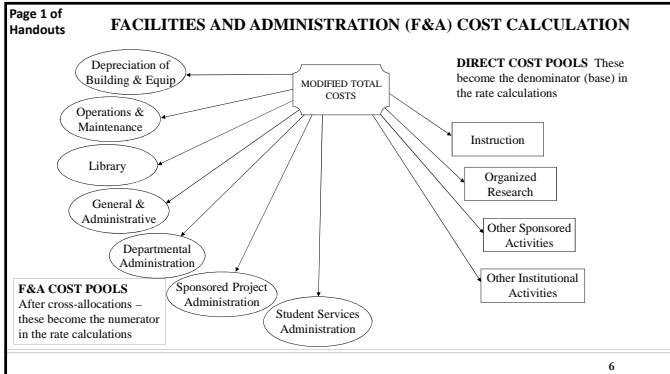 Page 1 of
Handouts
FACILITIES AND ADMINISTRATION (F&A) COST CALCULATION
Depreciation of
Building & Equip
Operations &
Maintenance
Library
General &
Administrative
Departmental
Administration
Sponsored Project
Administration
Student Services
Administration
MODIFIED TOTAL
COSTS
DIRECT COST POOLS These
become the denominator (base) in
the rate calculations
Instruction
Organized
Research
Other Sponsored
Activities
Other Institutional
Activities
F&A COST POOLS
After cross-allocations –
these become the numerator
in the rate calculations
6